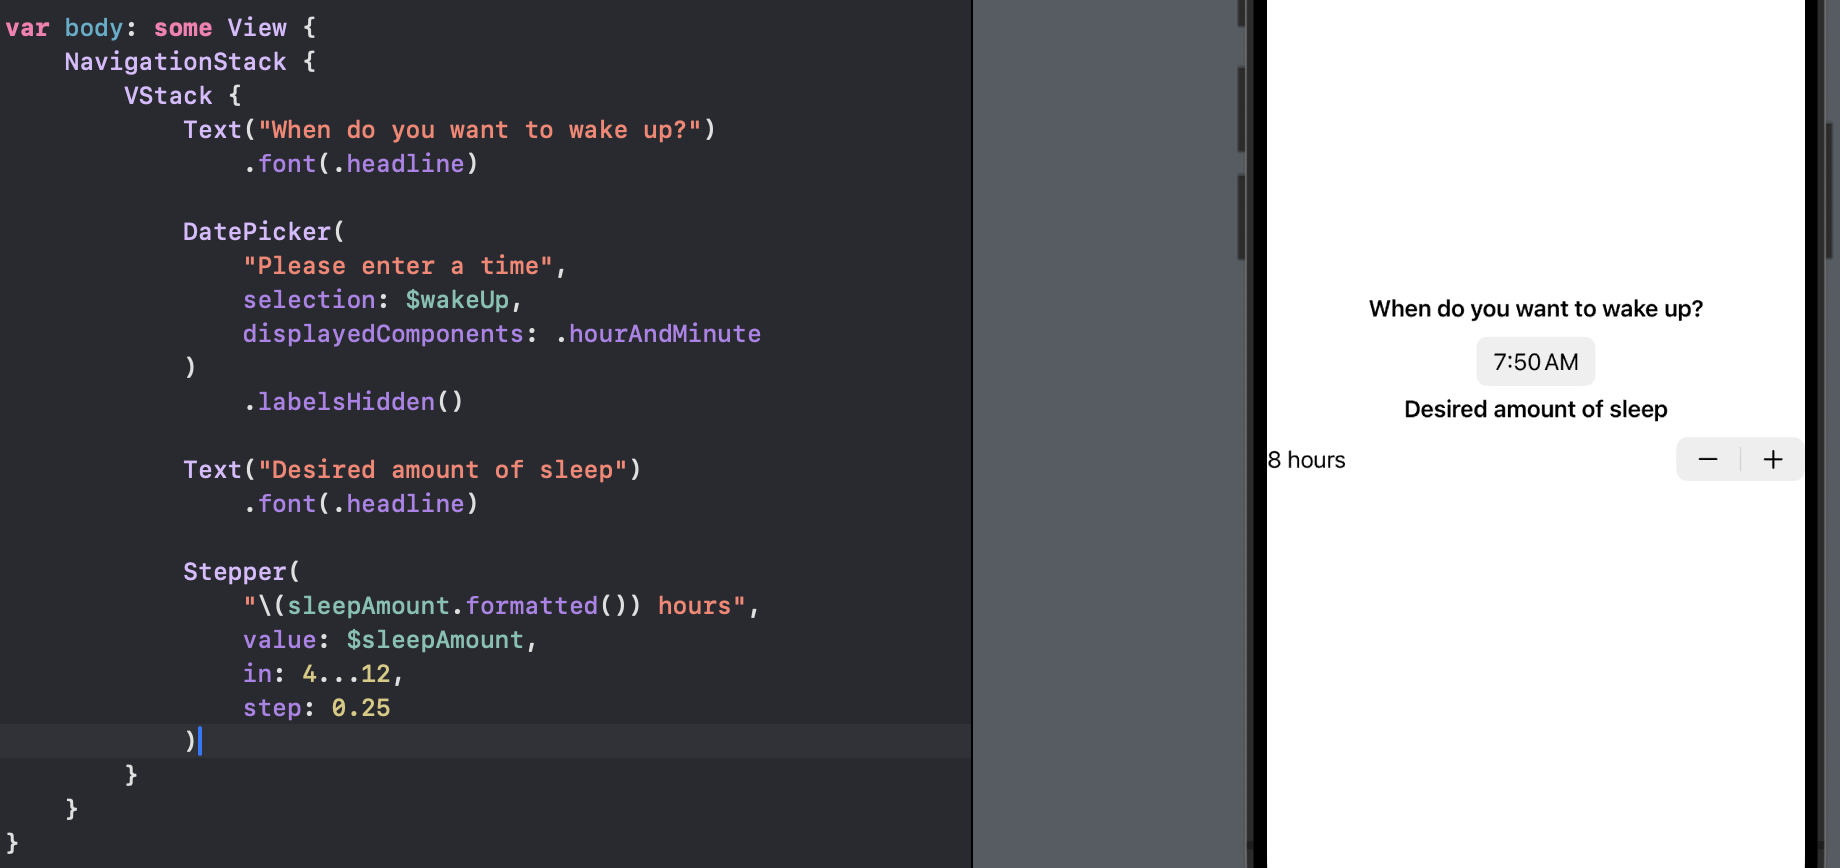 var body: some View {
NavigationStack {
VStack {
Text("When do you want to wake up?")
.font(.headline)
DatePicker(
"Please enter a time",
selection: $wakeUp,
displayedComponents: .hourAndMinute
)
.labelsHidden()
Text("Desired amount of sleep")
.font(.headline)
Stepper(
"\(sleepAmount.formatted()) hours",
value: $sleepAmount,
in: 4...12,
step: 0.25
)
}
}
}
When do you want to wake up?
7:50 AM
Desired amount of sleep
8 hours
− +